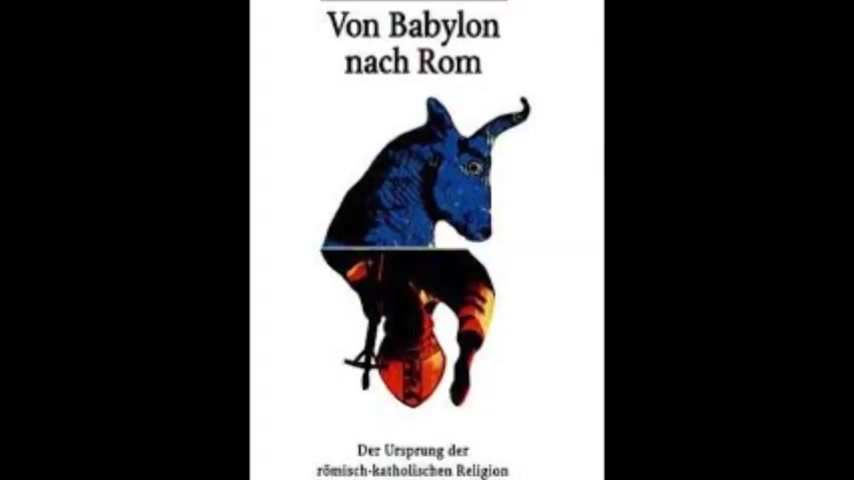 Von Babylon
nach Rom
Der Ursprung der
römisch-katholischen Religion